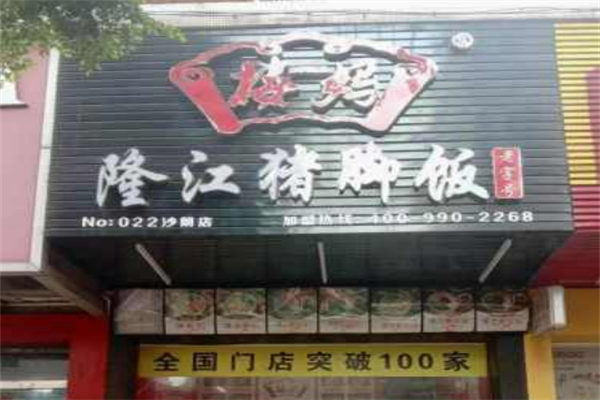 梅妈
隆江猪脚饭
老字号
No:022沙朗店
加盟热线:400-990-2268
全国门店突破100家